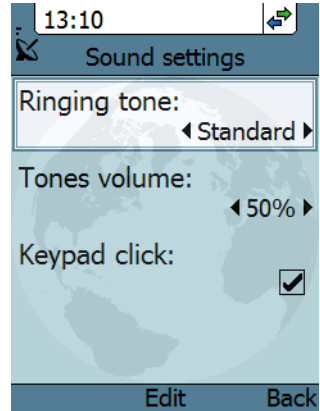 13:10
Sound settings
Ringing tone:
Standard
Tones volume:
50%
Keypad click:
Edit Back